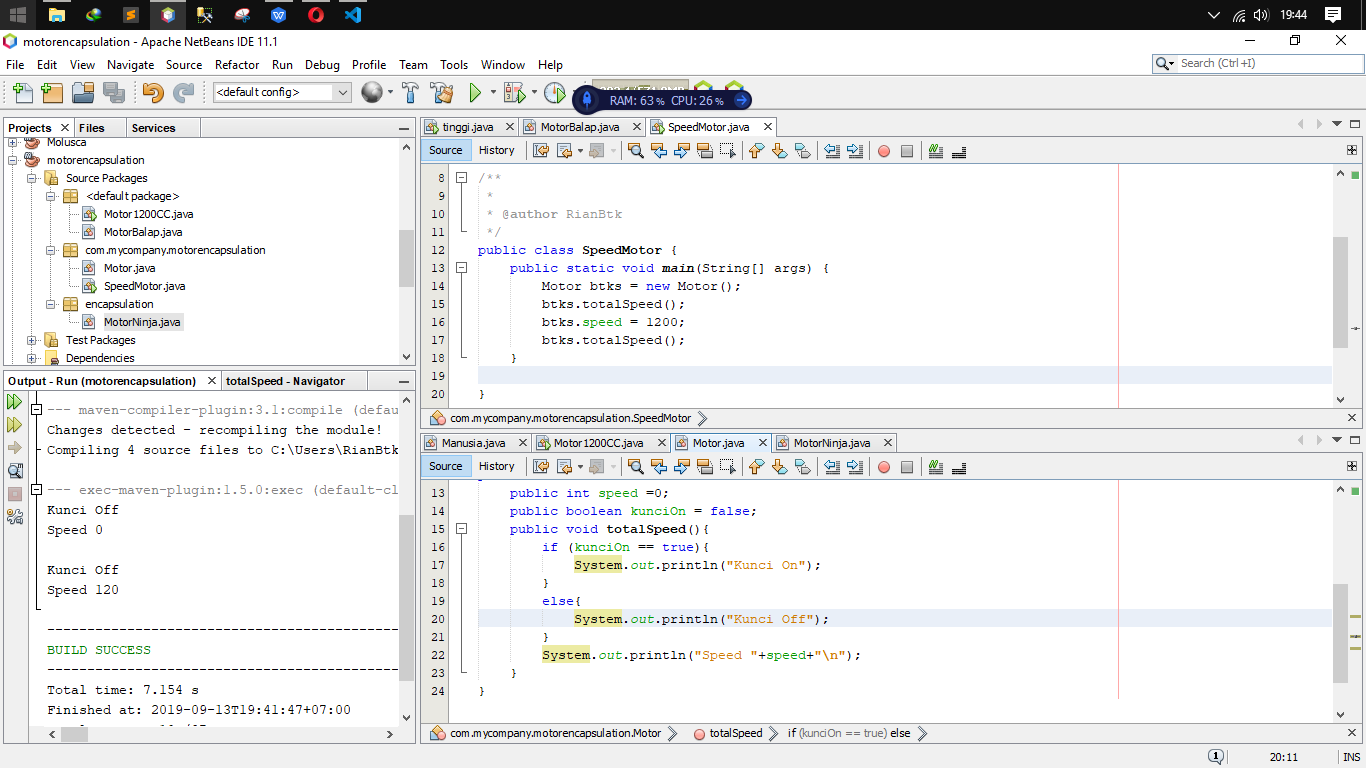 19:44
motorencapsulation - Apache NetBeans IDE 11.1
File Edit View Navigate Source Refactor Run Debug Profile Team Tools Window Help
Search (Ctrl+I)
<default config>
RAM: 63 % CPU: 26 %
Projects Files Services
Molusca
motorencapsulation
Source Packages
<default package>
Motor1200CC.java
MotorBalap.java
com.mycompany.motorencapsulation
Motor.java
SpeedMotor.java
encapsulation
MotorNinja.java
Test Packages
Dependencies
Output - Run (motorencapsulation) totalSpeed - Navigator
--- maven-compiler-plugin:3.1:compile (defau
Changes detected - recompiling the module!
Compiling 4 source files to C:\Users\RianBtk
--- exec-maven-plugin:1.5.0:exec (default-cl
Kunci Off
Speed 0
Kunci Off
Speed 120
------------------------------------------------
BUILD SUCCESS
------------------------------------------------
Total time: 7.154 s
Finished at: 2019-09-13T19:41:47+07:00
tinggi.java MotorBalap.java SpeedMotor.java
Source History
8 /**
9 *
10 * @author RianBtk
11 */
12 public class SpeedMotor {
13 public static void main(String[] args) {
14 Motor btks = new Motor();
15 btks.totalSpeed();
16 btks.speed = 1200;
17 btks.totalSpeed();
18 }
19
20 }
com.mycompany.motorencapsulation.SpeedMotor
Manusia.java Motor1200CC.java Motor.java MotorNinja.java
Source History
13 public int speed =0;
14 public boolean kunciOn = false;
15 public void totalSpeed(){
16 if (kunciOn == true){
17 System.out.println("Kunci On");
18 }
19 else{
20 System.out.println("Kunci Off");
21 }
22 System.out.println("Speed "+speed+"\n");
23 }
24 }
com.mycompany.motorencapsulation.Motor totalSpeed if (kunciOn == true) else
1 20:11 INS